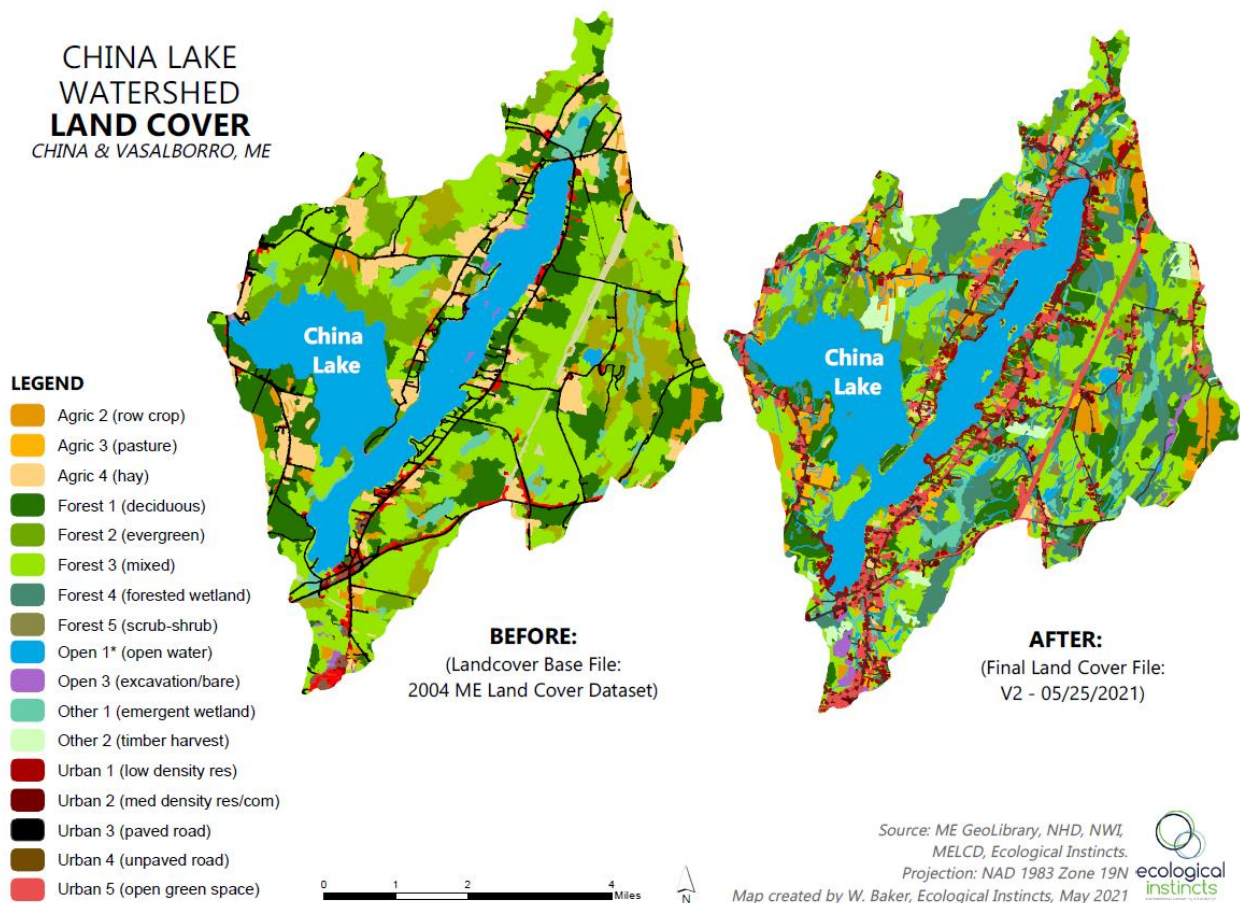 CHINA LAKE
WATERSHED
LAND COVER
CHINA & VASALBORRO, ME
China
Lake
China
Lake
LEGEND
Agric 2 (row crop)
Agric 3 (pasture)
Agric 4 (hay)
Forest 1 (deciduous)
Forest 2 (evergreen)
Forest 3 (mixed)
Forest 4 (forested wetland)
Forest 5 (scrub-shrub)
Open 1* (open water)
Open 3 (excavation/bare)
Other 1 (emergent wetland)
Other 2 (timber harvest)
Urban 1 (low density res)
Urban 2 (med density res/com)
Urban 3 (paved road)
Urban 4 (unpaved road)
Urban 5 (open green space)
BEFORE:
(Landcover Base File:
2004 ME Land Cover Dataset)
AFTER:
(Final Land Cover File:
V2 - 05/25/2021)
0 1 2 4
Miles
N
Source: ME GeoLibrary, NHD, NWI,
MELCD, Ecological Instincts.
Projection: NAD 1983 Zone 19N
Map created by W. Baker, Ecological Instincts, May 2021
ecological
instincts